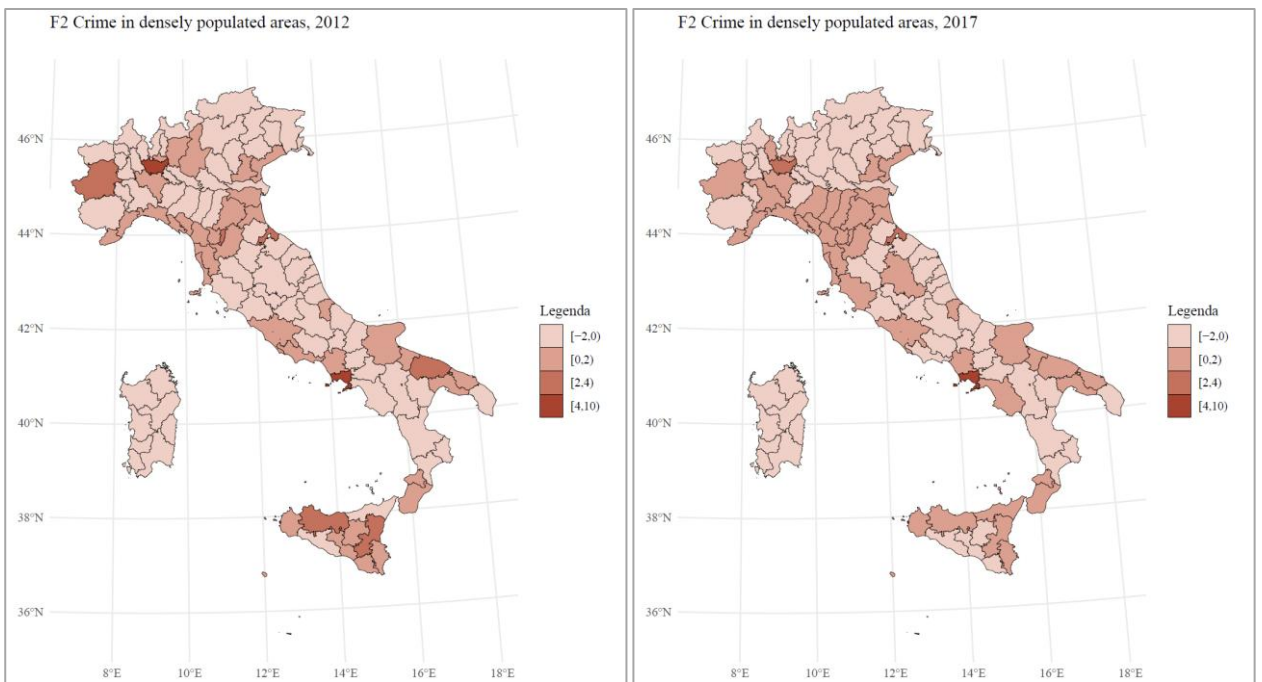 F2 Crime in densely populated areas, 2012
46°N
44°N
42°N
40°N
38°N
36°N
8°E
10°E
12°E
14°E
16°E
18°E
Legenda
[−2,0)
[0.2)
[2.4)
[4,10)
F2 Crime in densely populated areas, 2017
46°N
44°N
42°N
40°N
38°N
36°N
8°E
10°E
12°E
14°E
16°E
18°E
Legenda
[−2,0)
[0.2)
[2.4)
[4,10)